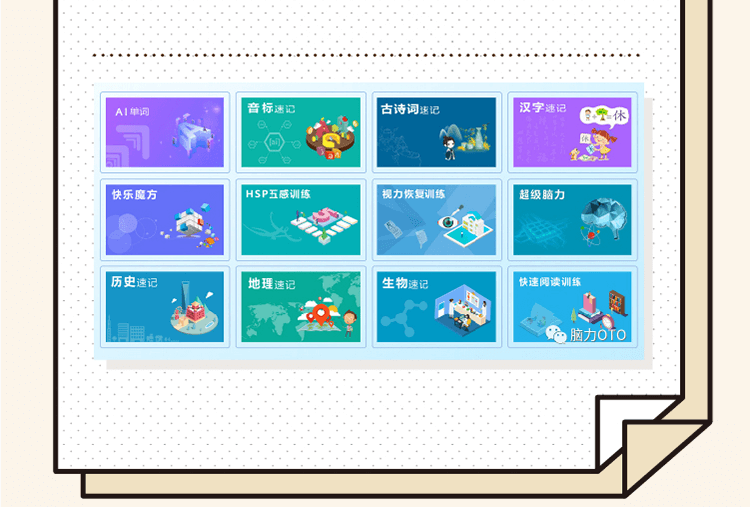 AI单词
音标速记
古诗词速记
汉字速记
休
休
快乐魔方
HSP五感训练
视力恢复训练
超级脑力
历史速记
地理速记
生物速记
快速阅读训练
脑力OTO